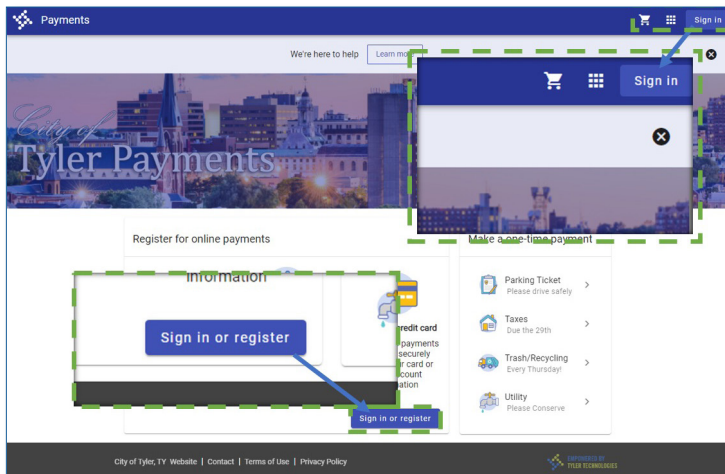 Payments
Sign in
We're here to help
Learn more
Sign in
City of
Tyler Payments
Register for online payments
Make a one-time payment
Information
Sign in or register
redit card
payments
securely
r card or
count
ation
Sign in or register
Parking Ticket
Please drive safely
Taxes
Due the 29th
Trash/Recycling
Every Thursday!
Utility
Please Conserve
City of Tyler, TY Website | Contact | Terms of Use | Privacy Policy
EMPOWERED BY
TYLER TECHNOLOGIES